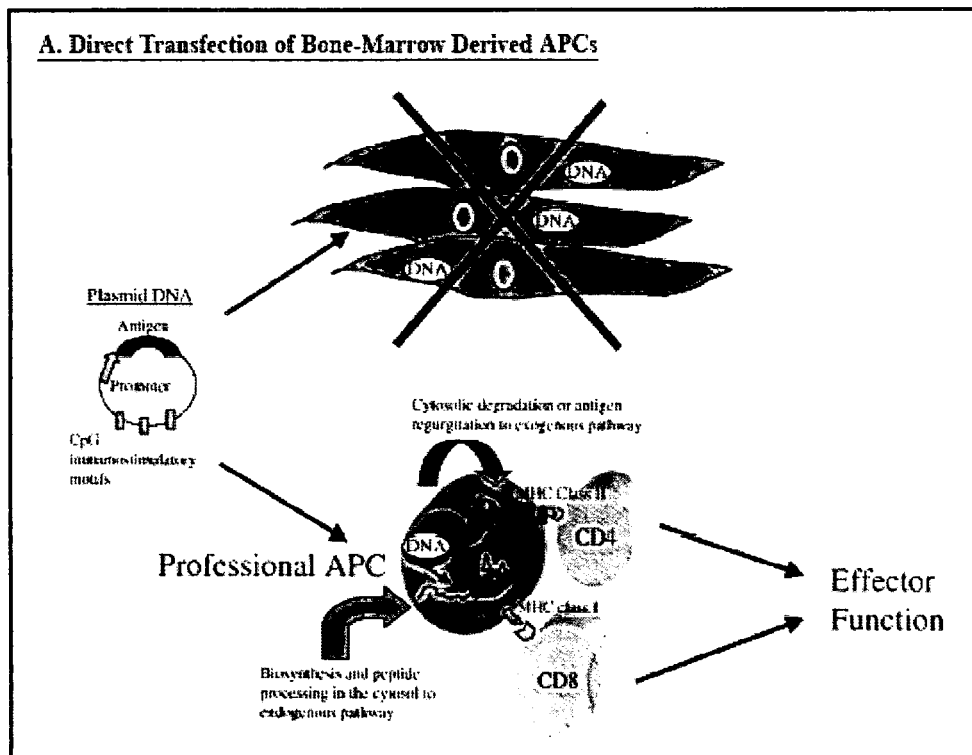 A. Direct Transfection of Bone-Marrow Derived APCs
DNA
DNA
DNA
Plasmid DNA
Antigen
Promoter
CpG
immunostimulatory
motifs
Cytosolic degradation or antigen
regurgitation to exogenous pathway
MHC Class II
CD4
DNA
Professional APC
MHC class I
CD8
Effector
Function
Biosynthesis and peptide
processing in the cytosol to
endogenous pathway